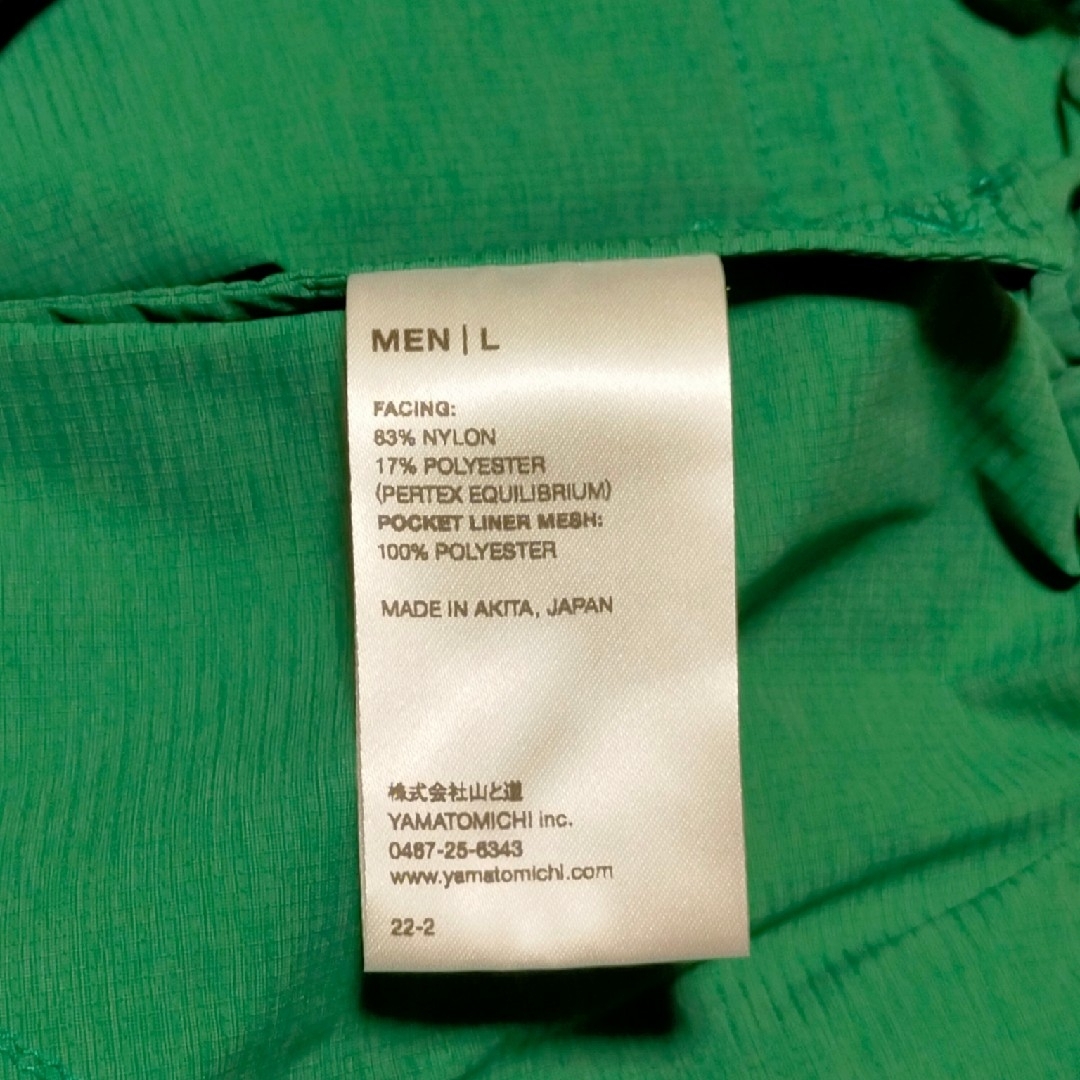 MEN | L
FACING:
83% NYLON
17% POLYESTER
(PERTEX EQUILIBRIUM)
POCKET LINER MESH:
100% POLYESTER
MADE IN AKITA, JAPAN
株式会社山と道
YAMATOMICHI inc.
0467-25-6343
www.yamatomichi.com
22-2